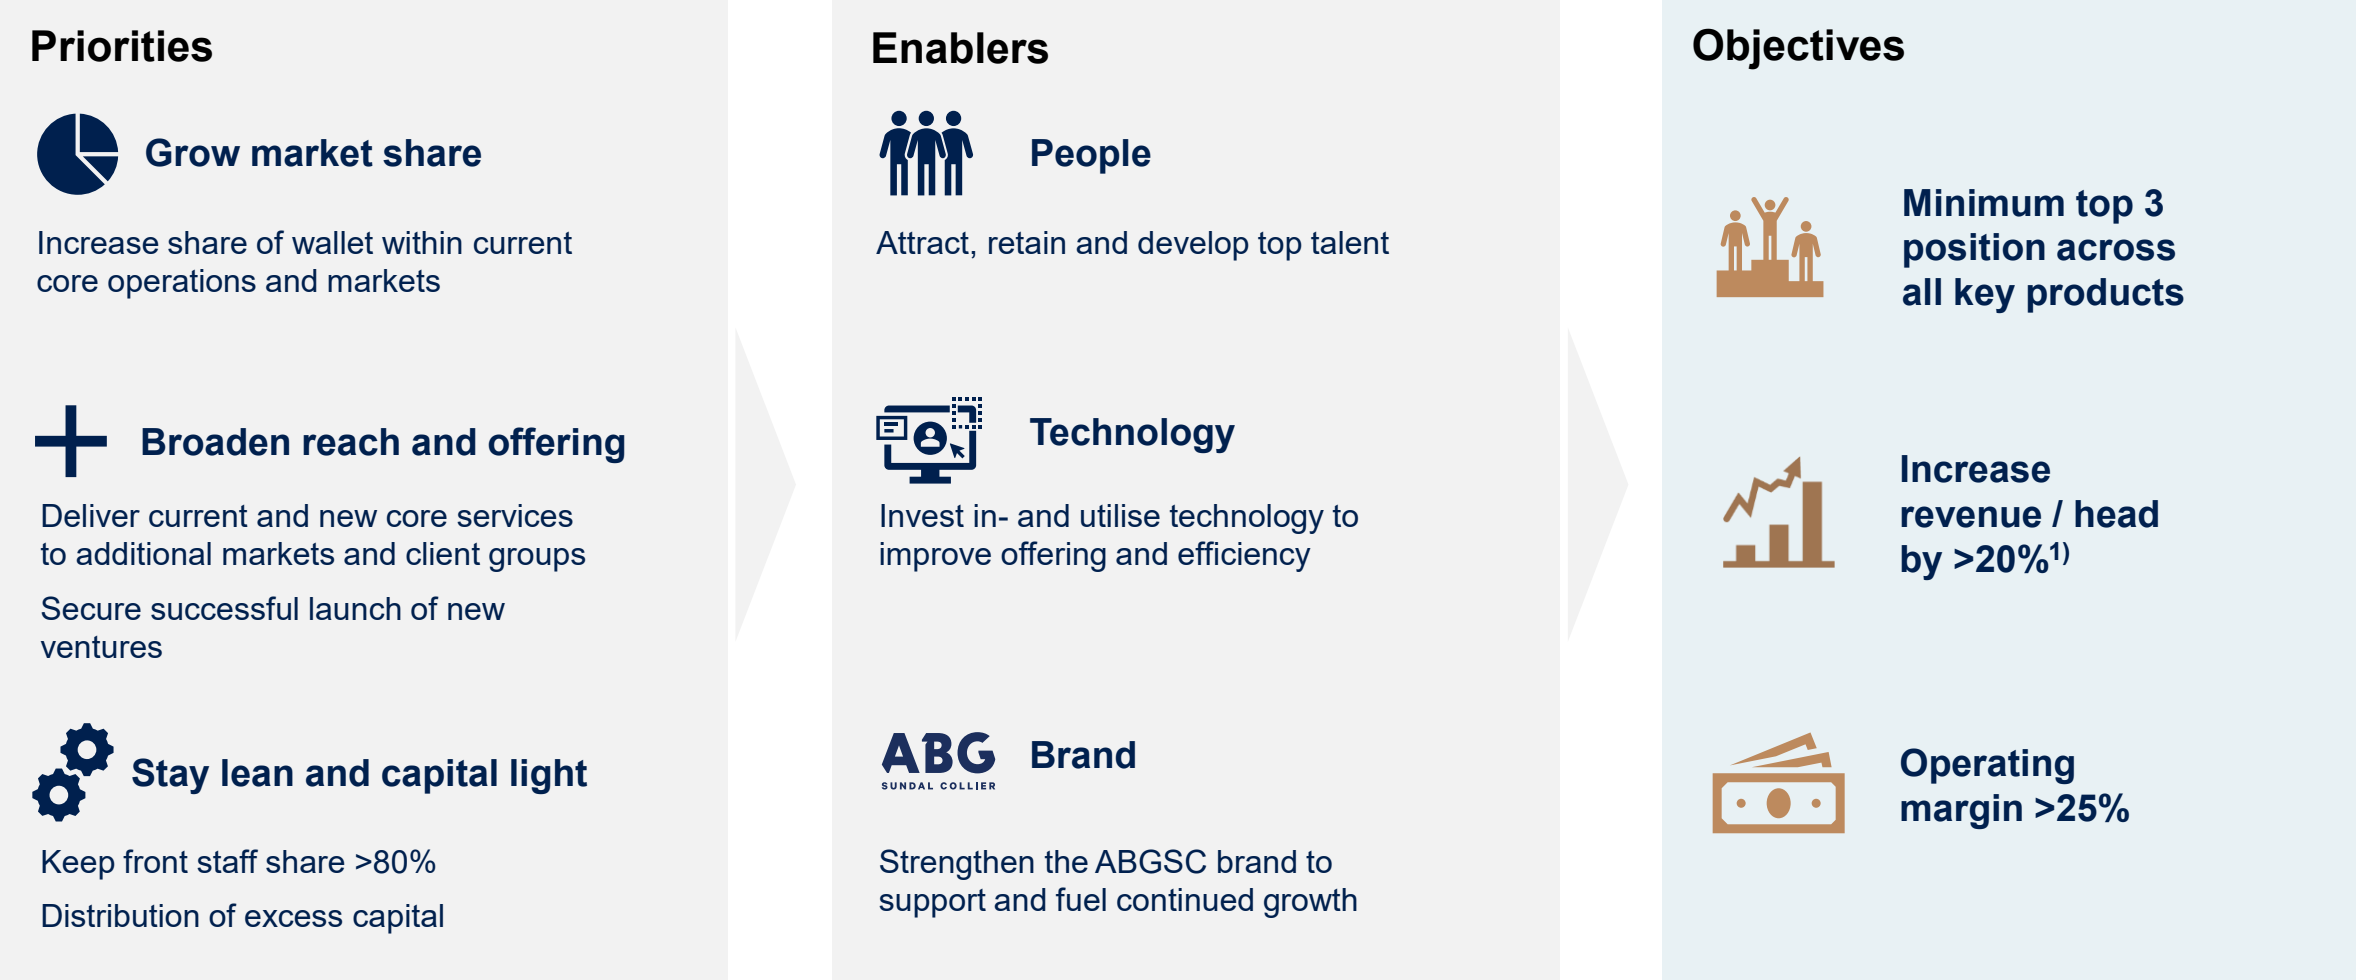 Priorities
Grow market share
Increase share of wallet within current
core operations and markets
Broaden reach and offering
Deliver current and new core services
to additional markets and client groups
Secure successful launch of new
ventures
Stay lean and capital light
Keep front staff share >80%
Distribution of excess capital
Enablers
People
Attract, retain and develop top talent
Technology
Invest in- and utilise technology to
improve offering and efficiency
ABG
SUNDAL COLLIER
Brand
Strengthen the ABGSC brand to
support and fuel continued growth
Objectives
Minimum top 3
position across
all key products
Increase
revenue / head
by >20%¹⁾
Operating
margin >25%